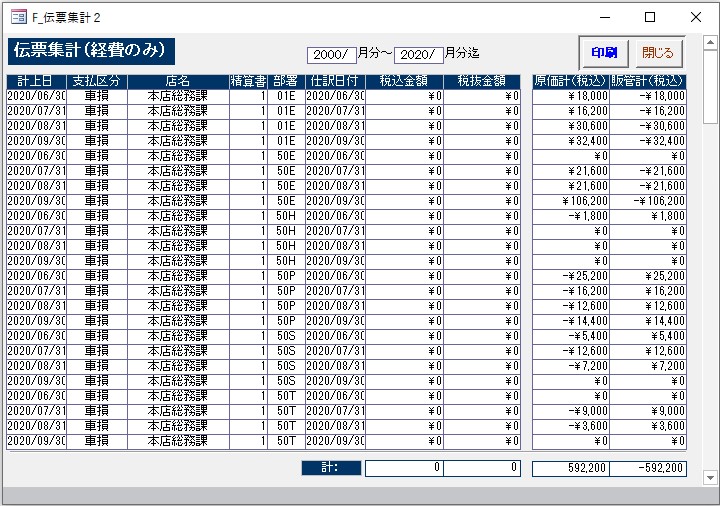 F_伝票集計２
伝票集計(経費のみ)
2000/ 月分～ 2020/ 月分迄
印刷 閉じる
計上日 支払区分 店名 積算書 部署 仕訳日付 税込金額 税抜金額 原価計(税込) 販管計(税込)
2020/06/30 車損 本店総務課 1 01E 2020/06/30 ¥0 ¥0 ¥18,000 -¥18,000
2020/07/31 車損 本店総務課 1 01E 2020/07/31 ¥0 ¥0 ¥16,200 -¥16,200
2020/08/31 車損 本店総務課 1 01E 2020/08/31 ¥0 ¥0 ¥30,600 -¥30,600
2020/09/30 車損 本店総務課 1 01E 2020/09/30 ¥0 ¥0 ¥32,400 -¥32,400
2020/06/30 車損 本店総務課 1 50E 2020/06/30 ¥0 ¥0 ¥0 ¥0
2020/07/31 車損 本店総務課 1 50E 2020/07/31 ¥0 ¥0 ¥21,600 -¥21,600
2020/08/31 車損 本店総務課 1 50E 2020/08/31 ¥0 ¥0 ¥21,600 -¥21,600
2020/09/30 車損 本店総務課 1 50E 2020/09/30 ¥0 ¥0 ¥106,200 -¥106,200
2020/06/30 車損 本店総務課 1 50H 2020/06/30 ¥0 ¥0 -¥1,800 ¥1,800
2020/07/31 車損 本店総務課 1 50H 2020/07/31 ¥0 ¥0 ¥0 ¥0
2020/08/31 車損 本店総務課 1 50H 2020/08/31 ¥0 ¥0 ¥0 ¥0
2020/09/30 車損 本店総務課 1 50H 2020/09/30 ¥0 ¥0 ¥0 ¥0
2020/06/30 車損 本店総務課 1 50P 2020/06/30 ¥0 ¥0 -¥25,200 ¥25,200
2020/07/31 車損 本店総務課 1 50P 2020/07/31 ¥0 ¥0 -¥16,200 ¥16,200
2020/08/31 車損 本店総務課 1 50P 2020/08/31 ¥0 ¥0 -¥12,600 ¥12,600
2020/09/30 車損 本店総務課 1 50P 2020/09/30 ¥0 ¥0 -¥14,400 ¥14,400
2020/06/30 車損 本店総務課 1 50S 2020/06/30 ¥0 ¥0 -¥5,400 ¥5,400
2020/07/31 車損 本店総務課 1 50S 2020/07/31 ¥0 ¥0 -¥12,600 ¥12,600
2020/08/31 車損 本店総務課 1 50S 2020/08/31 ¥0 ¥0 -¥7,200 ¥7,200
2020/09/30 車損 本店総務課 1 50S 2020/09/30 ¥0 ¥0 ¥0 ¥0
2020/06/30 車損 本店総務課 1 50T 2020/06/30 ¥0 ¥0 ¥0 ¥0
2020/07/31 車損 本店総務課 1 50T 2020/07/31 ¥0 ¥0 -¥9,000 ¥9,000
2020/08/31 車損 本店総務課 1 50T 2020/08/31 ¥0 ¥0 -¥3,600 ¥3,600
2020/09/30 車損 本店総務課 1 50T 2020/09/30 ¥0 ¥0 ¥0 ¥0
計： 0 0 592,200 -592,200